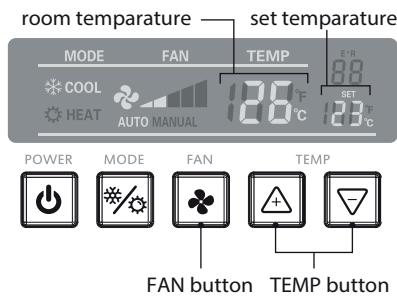 room temparature set temparature
MODE FAN TEMP E·R
88
COOL SET
HEAT AUTO MANUAL 26 °F °C 23 °F °C
POWER MODE FAN TEMP
FAN button TEMP button